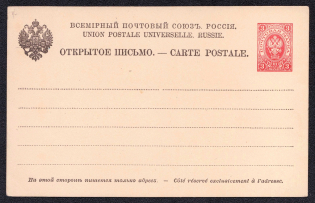 ВСЕМІРНЫЙ ПОЧТОВЫЙ СОЮЗЪ. РОССІЯ.
UNION POSTALE UNIVERSELLE. RUSSIE.
ОТКРЫТОЕ ПИСЬМО. — CARTE POSTALE.
На этой сторонѣ пишется только адресъ. — Côté réservé exclusivement à l'adresse.